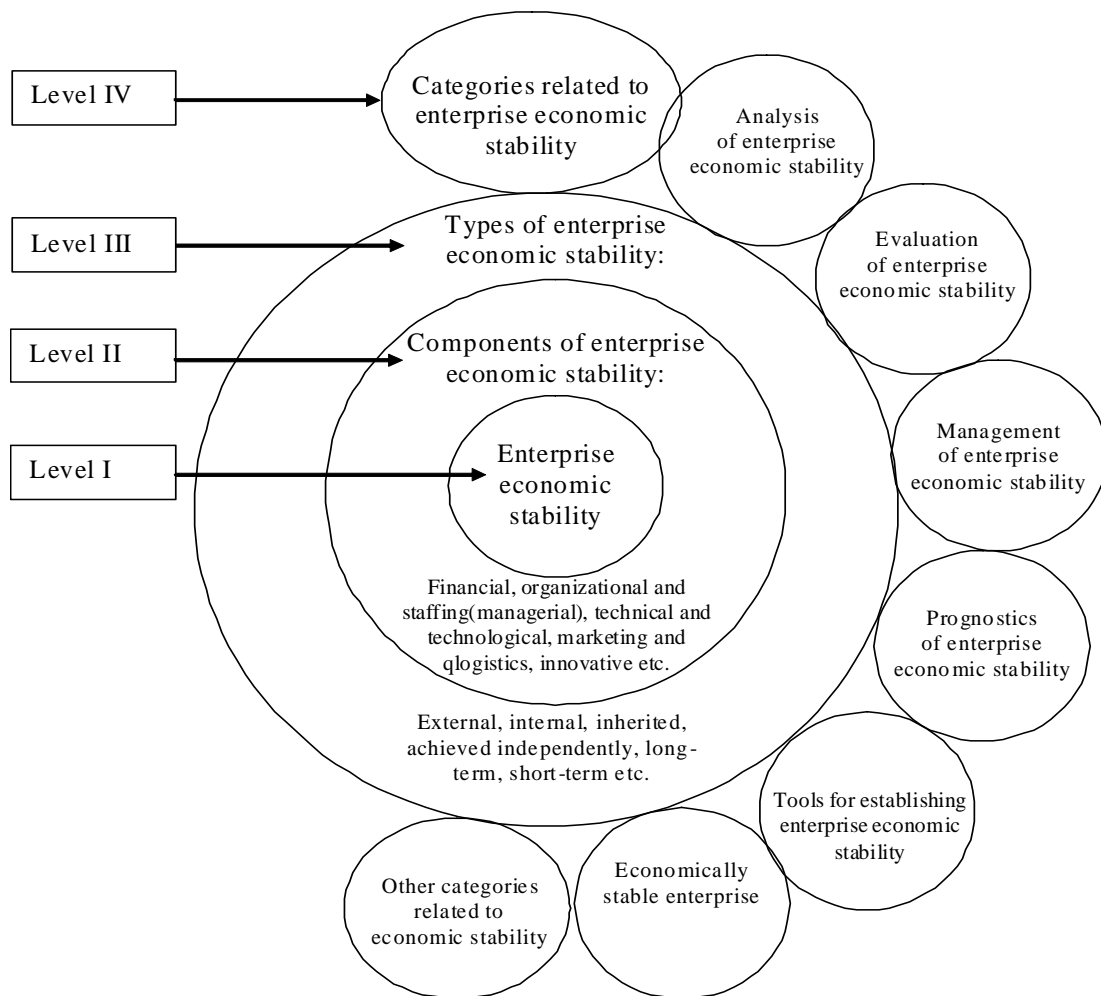 Level IV
Categories related to
enterprise economic
stability
Analysis
of enterprise
economic stability
Level III
Types of enterprise
economic stability:
Evaluation
of enterprise
economic stability
Level II
Components of enterprise
economic stability:
Level I
Enterprise
economic
stability
Management
of enterprise
economic stability
Financial, organizational and
staffing(managerial), technical and
technological, marketing and
qlogistics, innovative etc.
Prognostics
of enterprise
economic stability
External, internal, inherited,
achieved independently, long-
term, short-term etc.
Tools for establishing
enterprise economic
stability
Economically
stable enterprise
Other categories
related to
economic stability